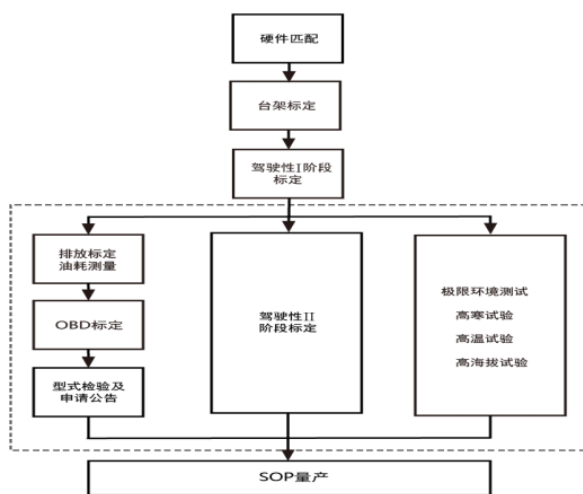 硬件匹配
台架标定
驾驶性I阶段
标定
排放标定
油耗测量
OBD标定
型式检验及
申请公告
驾驶性II
阶段标定
极限环境测试
高寒试验
高温试验
高海拔试验
SOP量产